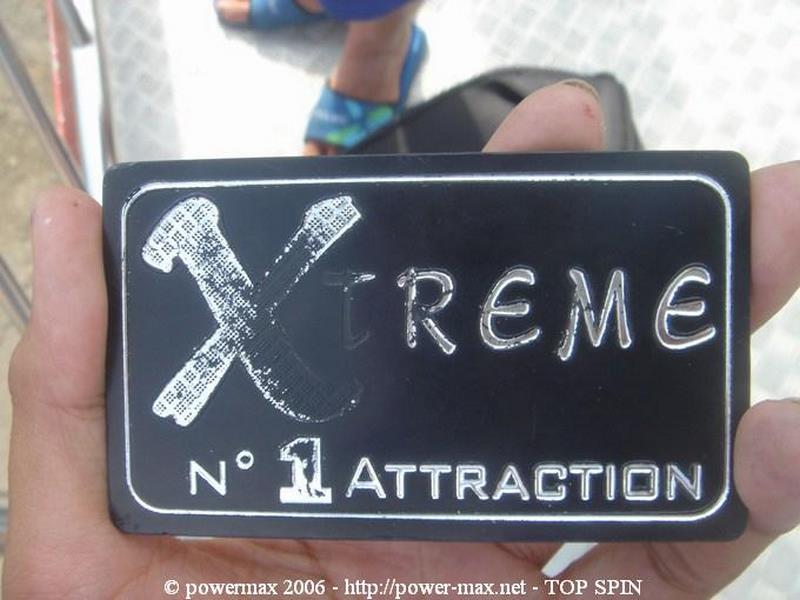 XtREME
N° 1 ATTRACTION
© powermax 2006 - http://power-max.net - TOP SPIN